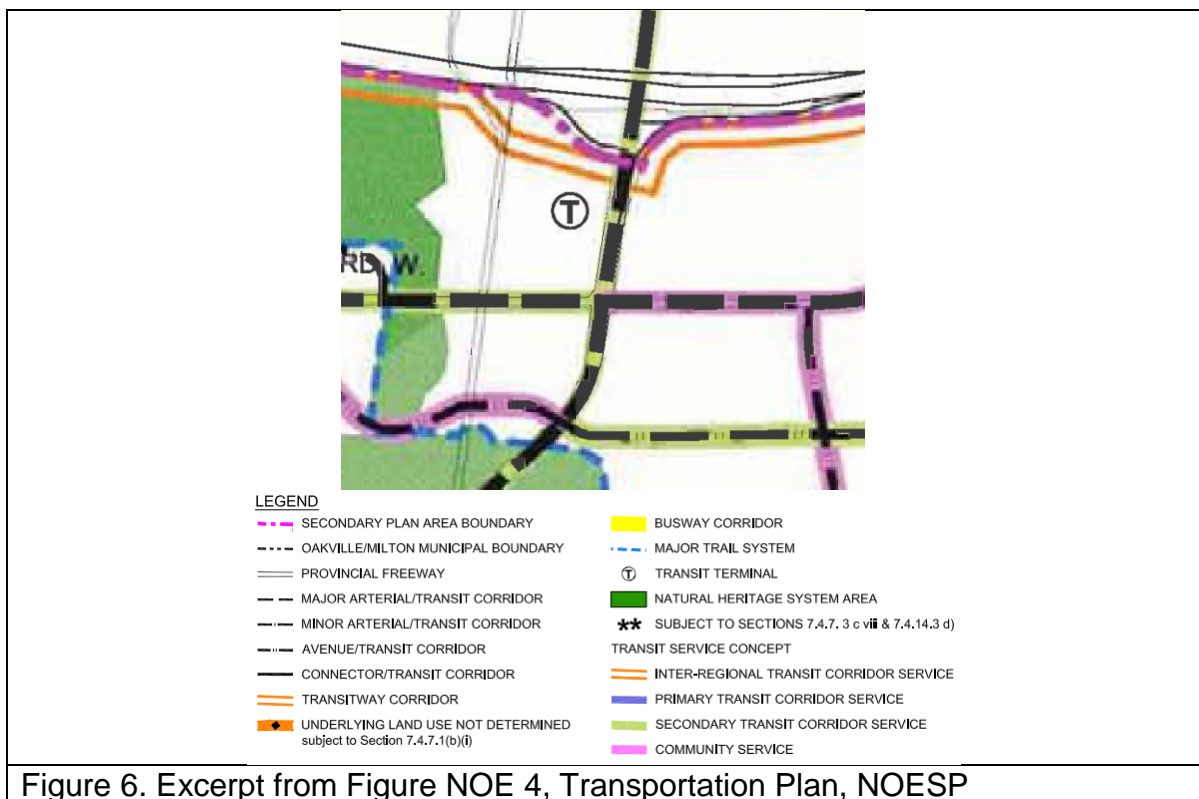 T
RD W.
LEGEND
SECONDARY PLAN AREA BOUNDARY
OAKVILLE/MILTON MUNICIPAL BOUNDARY
PROVINCIAL FREEWAY
MAJOR ARTERIAL/TRANSIT CORRIDOR
MINOR ARTERIAL/TRANSIT CORRIDOR
AVENUE/TRANSIT CORRIDOR
CONNECTOR/TRANSIT CORRIDOR
TRANSITWAY CORRIDOR
UNDERLYING LAND USE NOT DETERMINED
subject to Section 7.4.7.1(b)(i)
BUSWAY CORRIDOR
MAJOR TRAIL SYSTEM
T TRANSIT TERMINAL
NATURAL HERITAGE SYSTEM AREA
** SUBJECT TO SECTIONS 7.4.7. 3 c viii & 7.4.14.3 d)
TRANSIT SERVICE CONCEPT
INTER-REGIONAL TRANSIT CORRIDOR SERVICE
PRIMARY TRANSIT CORRIDOR SERVICE
SECONDARY TRANSIT CORRIDOR SERVICE
COMMUNITY SERVICE
Figure 6. Excerpt from Figure NOE 4, Transportation Plan, NOESP